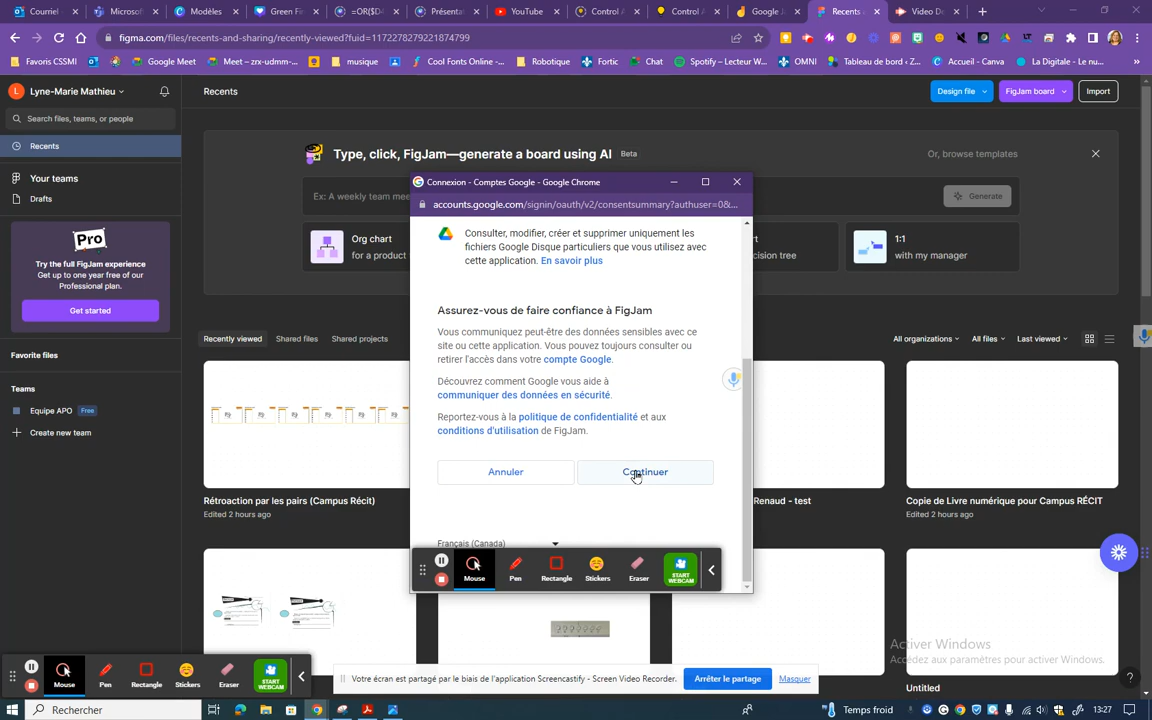 Courriel
Microsoft
Modèles
Green Fin
=OR($D
Présentat
YouTube
Control A
Control A
Google J
Recents
Video De
figma.com/files/recents-and-sharing/recently-viewed?fuid=1172278279221874799
Favoris CSSMI
Google Meet
Meet – zrx-udmm-...
musique
Cool Fonts Online -...
Robotique
Fortic
Chat
Spotify – Lecteur W...
OMNI
Tableau de bord ‹ Z...
Accueil - Canva
La Digitale - Le nu...
»
L
Lyne-Marie Mathieu
Recents
Design file
FigJam board
Import
Search files, teams, or people
Recents
Your teams
Drafts
Type, click, FigJam—generate a board using AI
Beta
Or, browse templates
Ex: A weekly team mee
Generate
Org chart
for a product
cision tree
1:1
with my manager
Pro
Try the full FigJam experience
Get up to one year of free of our
Professional plan.
Get started
Connexion - Comptes Google - Google Chrome
accounts.google.com/signin/oauth/v2/consentsummary?authuser=0&...
Consulter, modifier, créer et supprimer uniquement les
fichiers Google Disque particuliers que vous utilisez avec
cette application. En savoir plus
Assurez-vous de faire confiance à FigJam
Vous communiquez peut-être des données sensibles avec ce
site ou cette application. Vous pouvez toujours consulter ou
retirer l'accès dans votre compte Google.
Découvrez comment Google vous aide à
communiquer des données en sécurité.
Reportez-vous à la politique de confidentialité et aux
conditions d'utilisation de FigJam.
Annuler
Continuer
Français (Canada)
Mouse
Pen
Rectangle
Stickers
Eraser
START
WEBCAM
Recently viewed
Shared files
Shared projects
All organizations
All files
Last viewed
Favorite files
Teams
Equipe APO
Free
Create new team
Rétroaction par les pairs (Campus Récit)
Edited 2 hours ago
Renaud - test
Copie de Livre numérique pour Campus RÉCIT
Edited 2 hours ago
Untitled
Activer Windows
Accédez aux paramètres pour activer Windows.
Mouse
Pen
Rectangle
Stickers
Eraser
START
WEBCAM
Votre écran est partagé par le biais de l'application Screencastify - Screen Video Recorder.
Arrêter le partage
Masquer
?
Rechercher
Temps froid
13:27